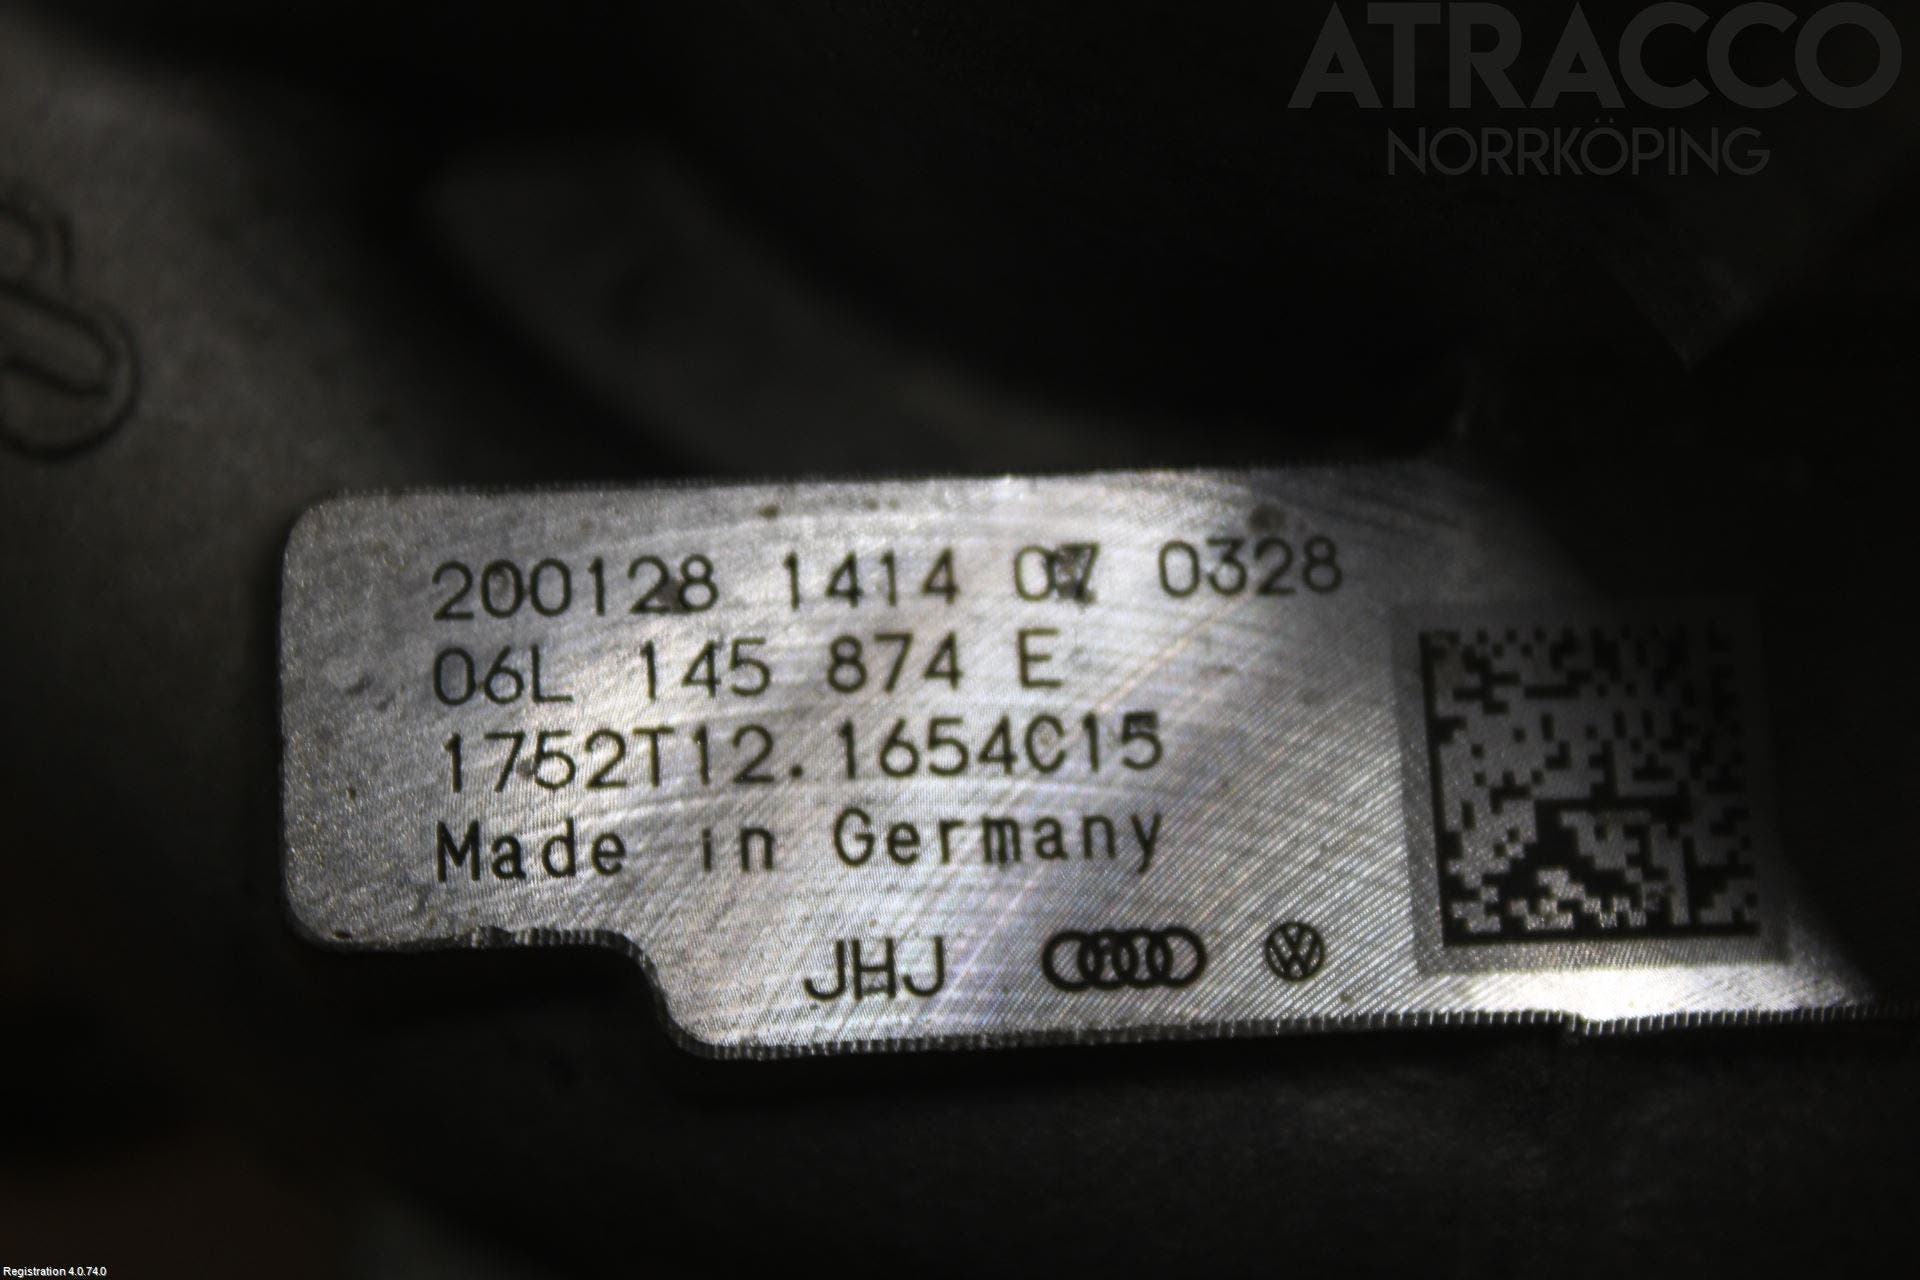 ATRACCO
NORRKÖPING
200128 1414 07 0328
06L 145 874 E
1752T12.1654C15
Made in Germany
JHJ
Registration 4.0.74.0